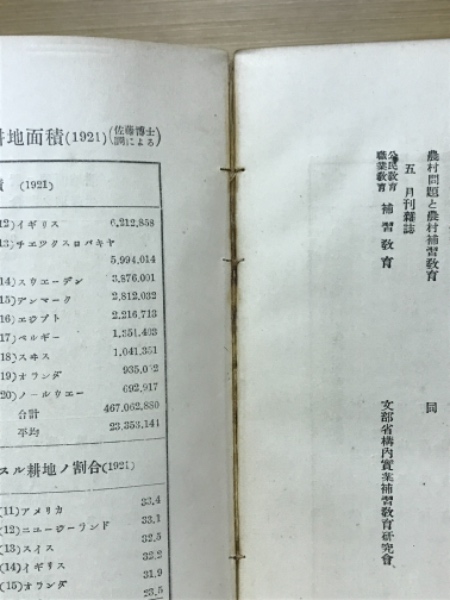 耕地面積(1921)(佐藤博士調による)
積 (1921)
(12)イギリス 6,212,858
(13)チエツクスロバキヤ
5,994,014
(14)スウエーデン 3,876,001
(15)デンマーク 2,812,032
(16)エヂプト 2,216,713
(17)ベルギー 1,351,403
(18)スヰス 1,041,351
(19)オランダ 935,002
(20)ノールウエー 692,917
合計 467,062,880
平均 23,353,141
スル耕地ノ割合(1921)
(11)アメリカ 33.4
(12)ニユージーランド 33.1
(13)スイス 32.5
(14)イギリス 32.2
(15)オランダ 31.9
23.5
農村問題と農村補習教育 同
五月刊雜誌
公民教育
職業教育 補習教育 文部省構內實業補習教育研究會